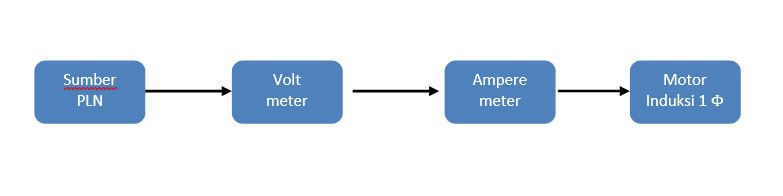 Sumber
PLN
Volt
meter
Ampere
meter
Motor
Induksi 1 Φ